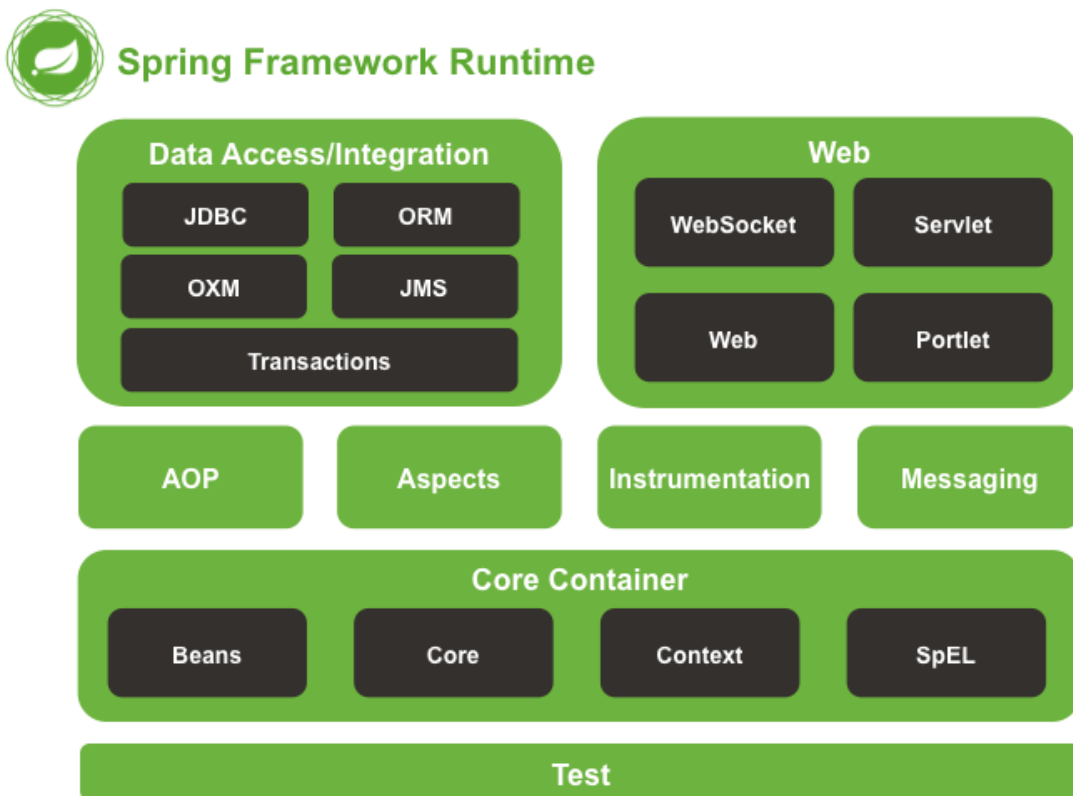 Spring Framework Runtime
Data Access/Integration
JDBC ORM
OXM JMS
Transactions
Web
WebSocket Servlet
Web Portlet
AOP Aspects Instrumentation Messaging
Core Container
Beans Core Context SpEL
Test